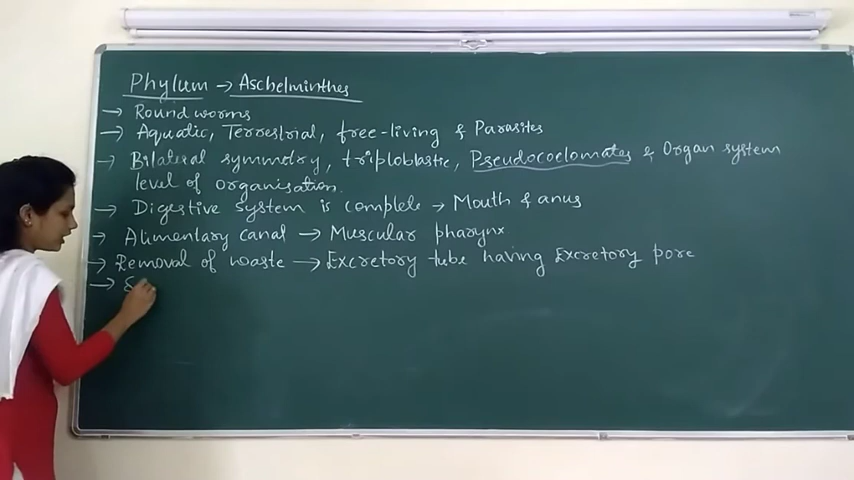 Phylum → Aschelminthes
→ Round worms
→ Aquatic, Terrestrial, free-living & Parasites
→ Bilateral symmetry, triploblastic, Pseudocoelomates & Organ system
level of organisation.
→ Digestive system is complete → Mouth & anus
→ Alimentary canal → Muscular pharynx
→ Removal of waste → Excretory tube having Excretory pore
→